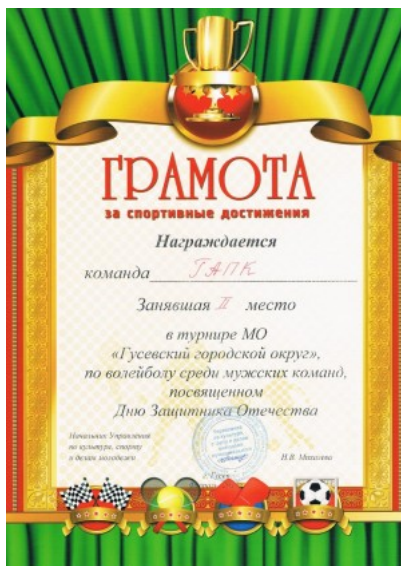 ГРАМОТА
за спортивные достижения
Награждается
команда ГАПК
Занявшая II место
в турнире МО
«Гусевский городской округ»,
по волейболу среди мужских команд,
посвященном
Дню Защитника Отечества
Начальник Управления
по культуре, спорту
и делам молодежи
Н.В.
г. Гусев